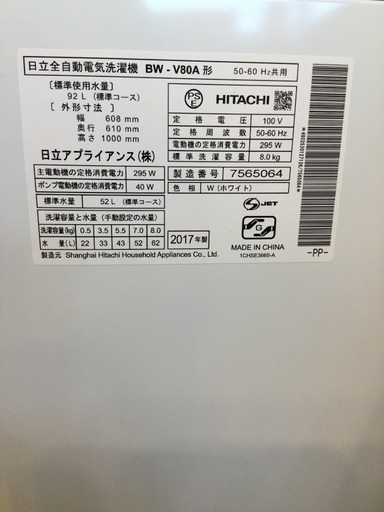 日立全自動電気洗濯機 BW-V80A形 50-60 Hz共用
〔標準使用水量〕
92 L (標準コース)
〔外形寸法〕
幅 608 mm
奥行 610 mm
高さ 1000 mm
日立アプライアンス(株)
主電動機の定格消費電力 295 W
ポンプ電動機の定格消費電力 40 W
標準水量 52 L (標準コース)
洗濯容量と水量 (手動設定の水量)
洗濯容量(kg) 0.5 3.5 5.5 7.0 8.0
水量(L) 22 33 43 52 62
2017年製
製造元 Shanghai Hitachi Household Appliances Co., Ltd.
PSE HITACHI
定格電圧 100 V
定格周波数 50-60 Hz
電動機の定格消費電力 295 W
標準洗濯容量 8.0 kg
製造番号 7565064
色柄 W (ホワイト)
S-JET
MADE IN CHINA
1CHSE3665-A
-PP-